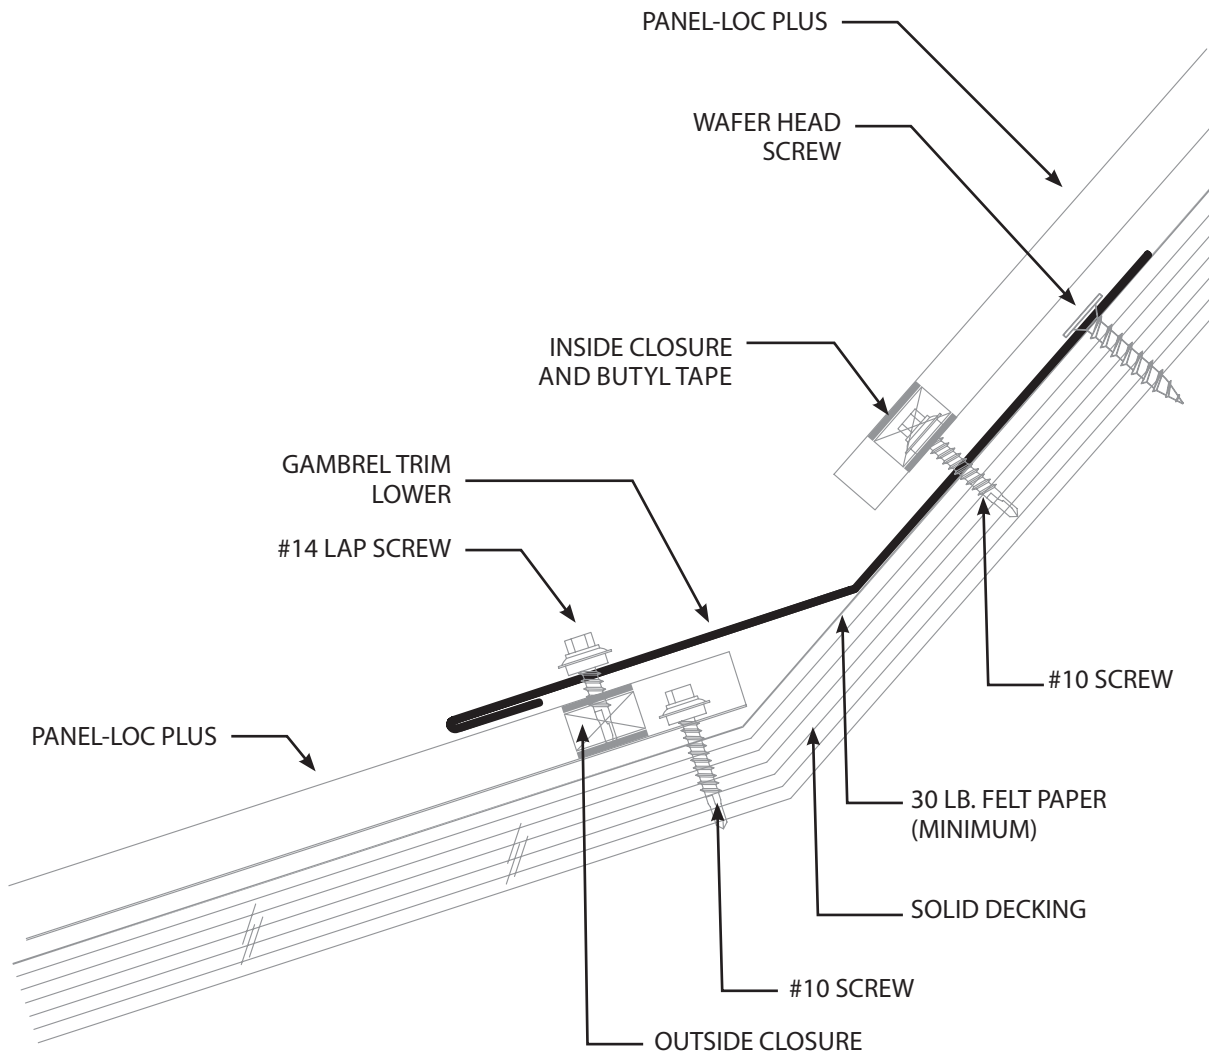 PANEL-LOC PLUS
WAFER HEAD
SCREW
INSIDE CLOSURE
AND BUTYL TAPE
GAMBREL TRIM
LOWER
#14 LAP SCREW
#10 SCREW
PANEL-LOC PLUS
30 LB. FELT PAPER
(MINIMUM)
SOLID DECKING
#10 SCREW
OUTSIDE CLOSURE